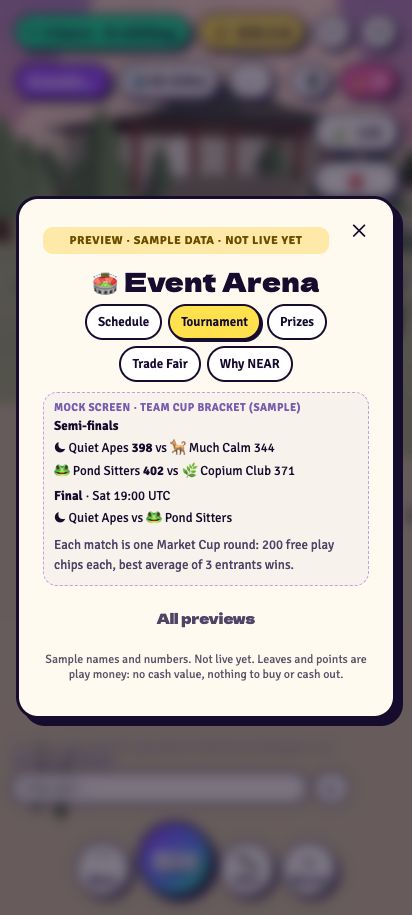 PREVIEW · SAMPLE DATA · NOT LIVE YET
Event Arena
Schedule
Tournament
Prizes
Trade Fair
Why NEAR
MOCK SCREEN · TEAM CUP BRACKET (SAMPLE)
Semi-finals
Quiet Apes 398 vs Much Calm 344
Pond Sitters 402 vs Copium Club 371
Final · Sat 19:00 UTC
Quiet Apes vs Pond Sitters
Each match is one Market Cup round: 200 free play
chips each, best average of 3 entrants wins.
All previews
Sample names and numbers. Not live yet. Leaves and points are
play money: no cash value, nothing to buy or cash out.